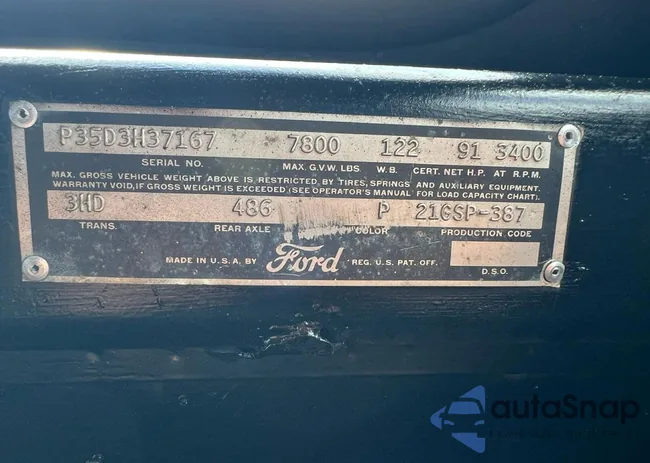 P35D3H37167 7800 122 91 3400
SERIAL NO. MAX. G.V.W. LBS. W.B. CERT. NET H.P. AT R.P.M.
MAX. GROSS VEHICLE WEIGHT ABOVE IS RESTRICTED BY TIRES, SPRINGS AND AUXILIARY EQUIPMENT.
WARRANTY VOID, IF GROSS WEIGHT IS EXCEEDED (SEE OPERATOR'S MANUAL FOR LOAD CAPACITY CHART).
3HD 486 P 21GSP-387
TRANS. REAR AXLE COLOR PRODUCTION CODE
MADE IN U.S.A. BY Ford REG. U.S. PAT. OFF.
D.S.O.
autaSnap